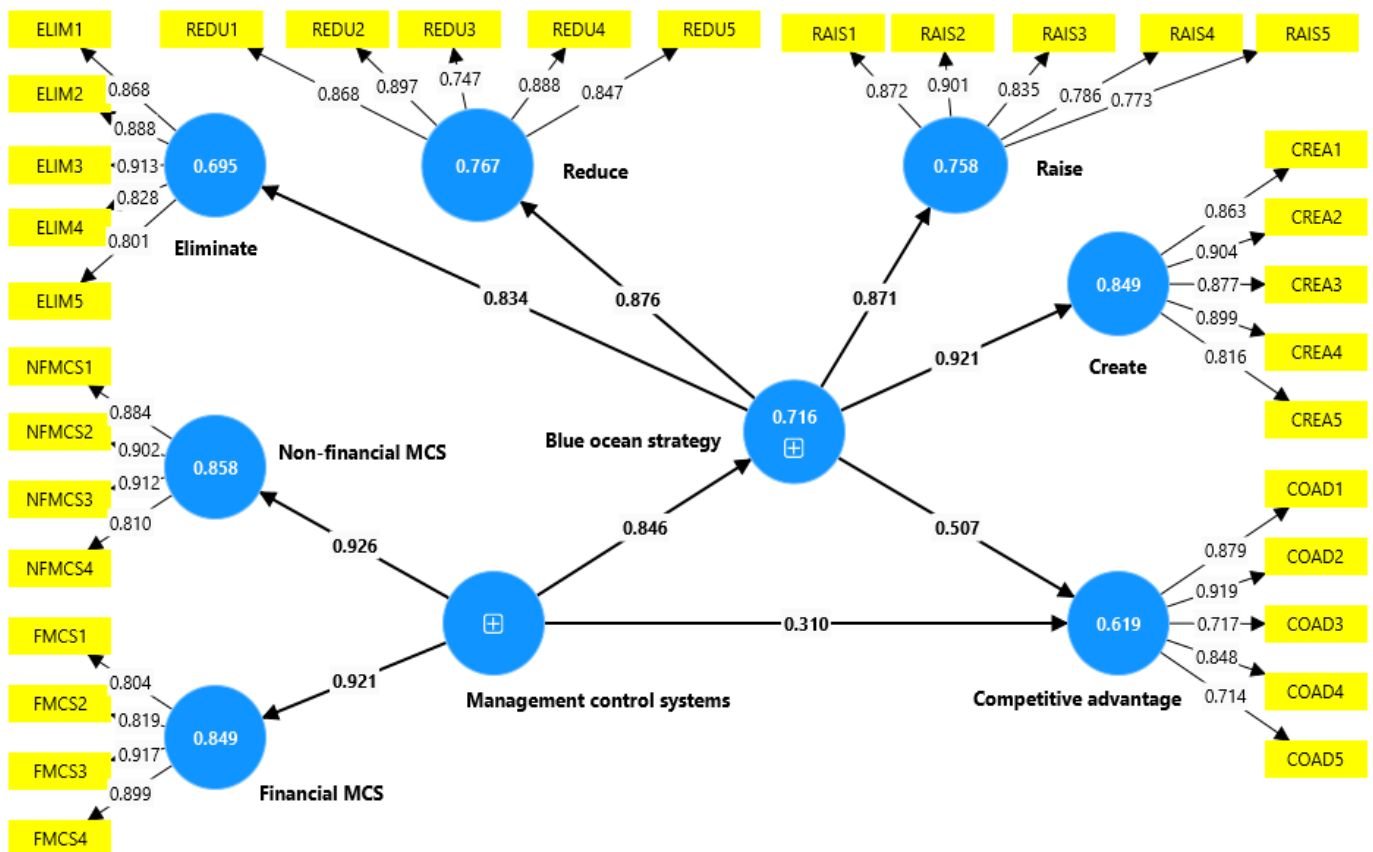 ELIM1
REDU1
REDU2
REDU3
REDU4
REDU5
RAIS1
RAIS2
RAIS3
RAIS4
RAIS5
0.868
ELIM2
0.888
ELIM3
0.913
0.828
ELIM4
0.801
ELIM5
0.695
Eliminate
0.868
0.897
0.747
0.888
0.847
0.767
Reduce
0.872
0.901
0.835
0.786
0.773
0.758
Raise
CREA1
0.863
CREA2
0.904
0.877
CREA3
0.899
CREA4
0.816
CREA5
0.849
Create
0.834
0.876
0.871
0.921
NFMCS1
0.884
NFMCS2
0.902
0.912
NFMCS3
0.810
NFMCS4
0.858
Non-financial MCS
Blue ocean strategy
0.716
0.926
0.846
0.507
COAD1
0.879
COAD2
0.919
0.717
COAD3
0.848
COAD4
0.714
COAD5
0.619
Competitive advantage
0.310
Management control systems
0.921
FMCS1
0.804
FMCS2
0.819
0.917
FMCS3
0.899
FMCS4
0.849
Financial MCS